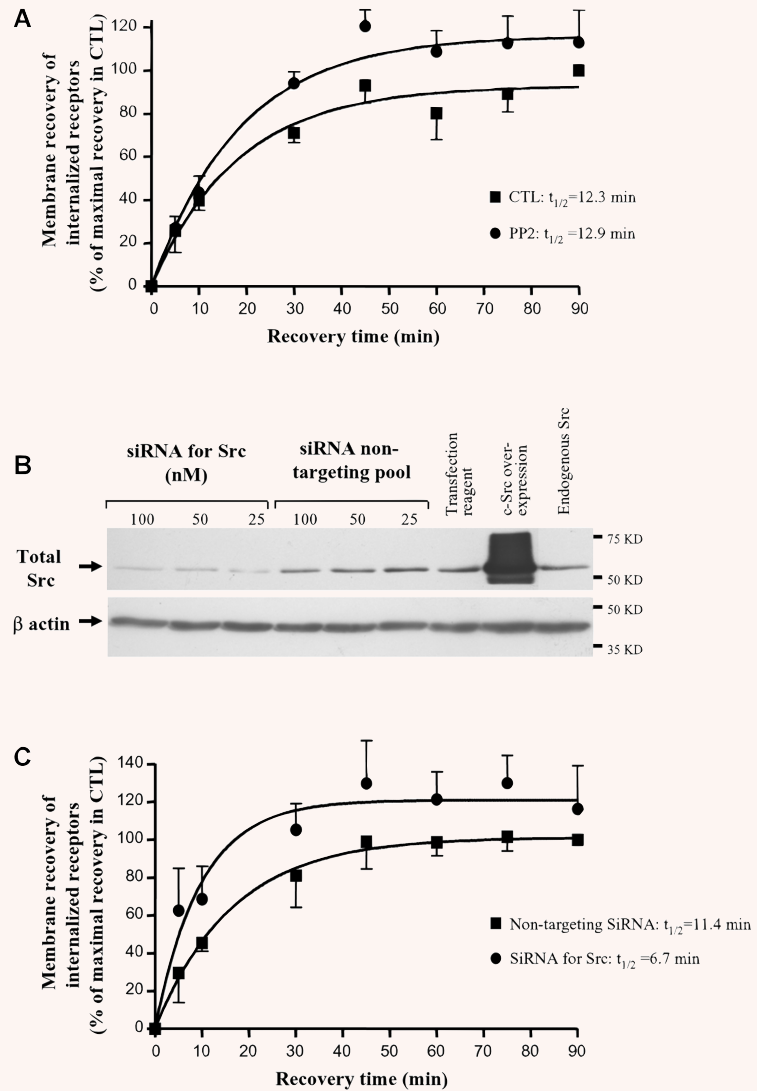 A
Membrane recovery of
internalized receptors
(% of maximal recovery in CTL)
120
100
80
60
40
20
0
0 10 20 30 40 50 60 70 80 90
Recovery time (min)
CTL: t1/2=12.3 min
PP2: t1/2 =12.9 min
B
siRNA for Src
(nM)
siRNA non-
targeting pool
Transfection
reagent
c-Src over-
expression
Endogenous Src
100 50 25 100 50 25
Total
Src
75 KD
50 KD
β actin
50 KD
35 KD
C
Membrane recovery of
internalized receptors
(% of maximal recovery in CTL)
140
120
100
80
60
40
20
0
0 10 20 30 40 50 60 70 80 90
Recovery time (min)
Non-targeting SiRNA: t1/2=11.4 min
SiRNA for Src: t1/2 =6.7 min